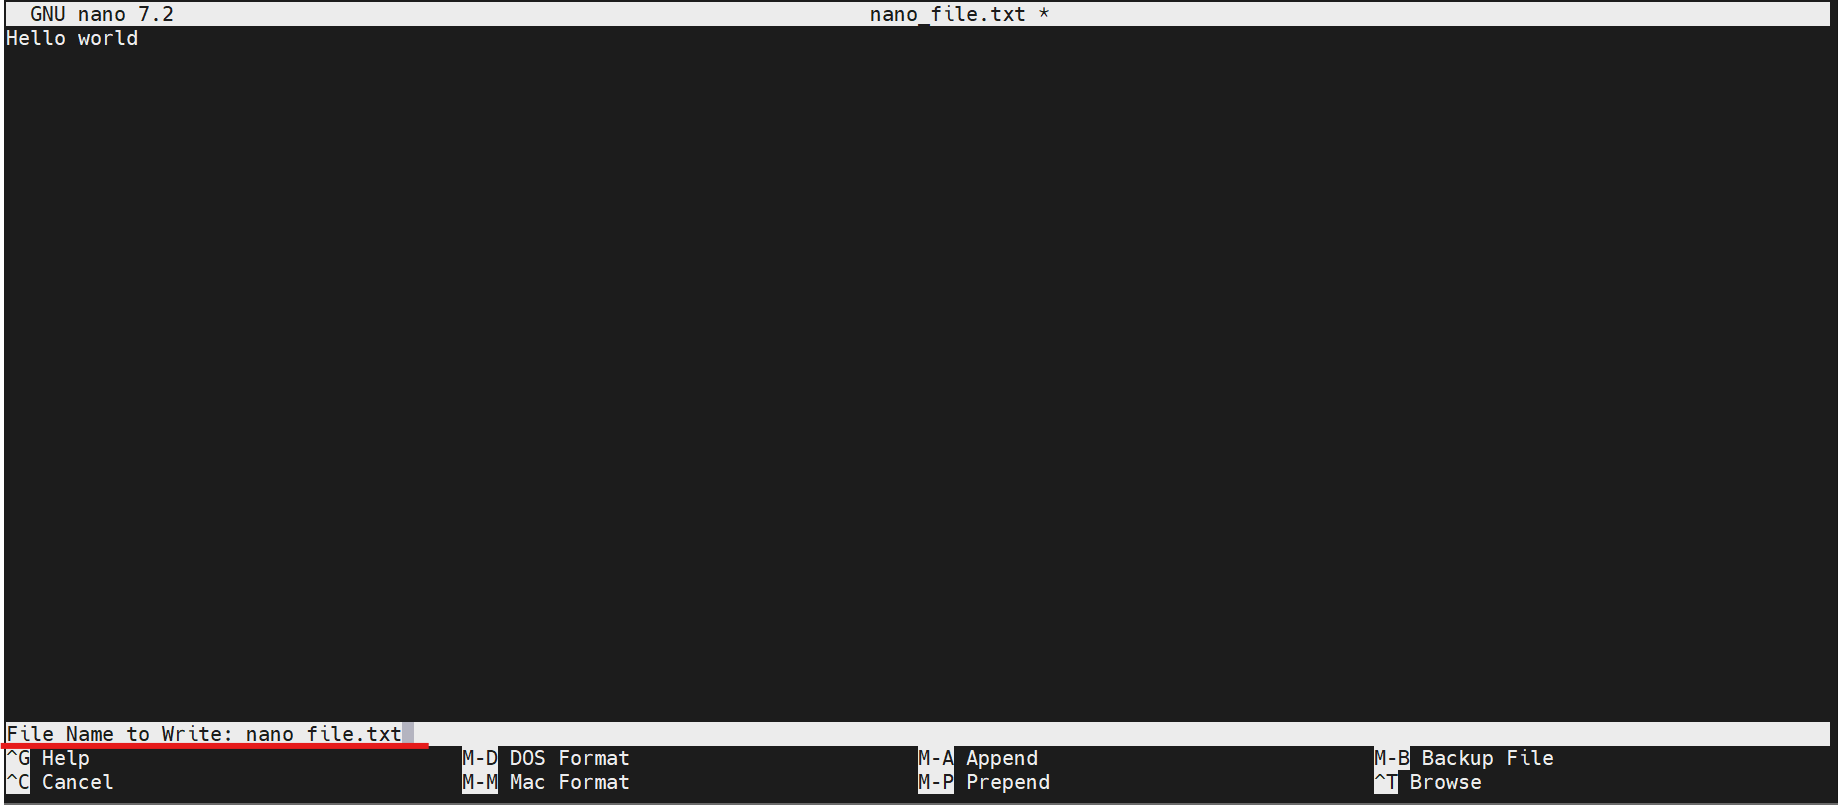 GNU nano 7.2 nano_file.txt *
Hello world
File Name to Write: nano_file.txt
^G Help M-D DOS Format M-A Append M-B Backup File
^C Cancel M-M Mac Format M-P Prepend ^T Browse